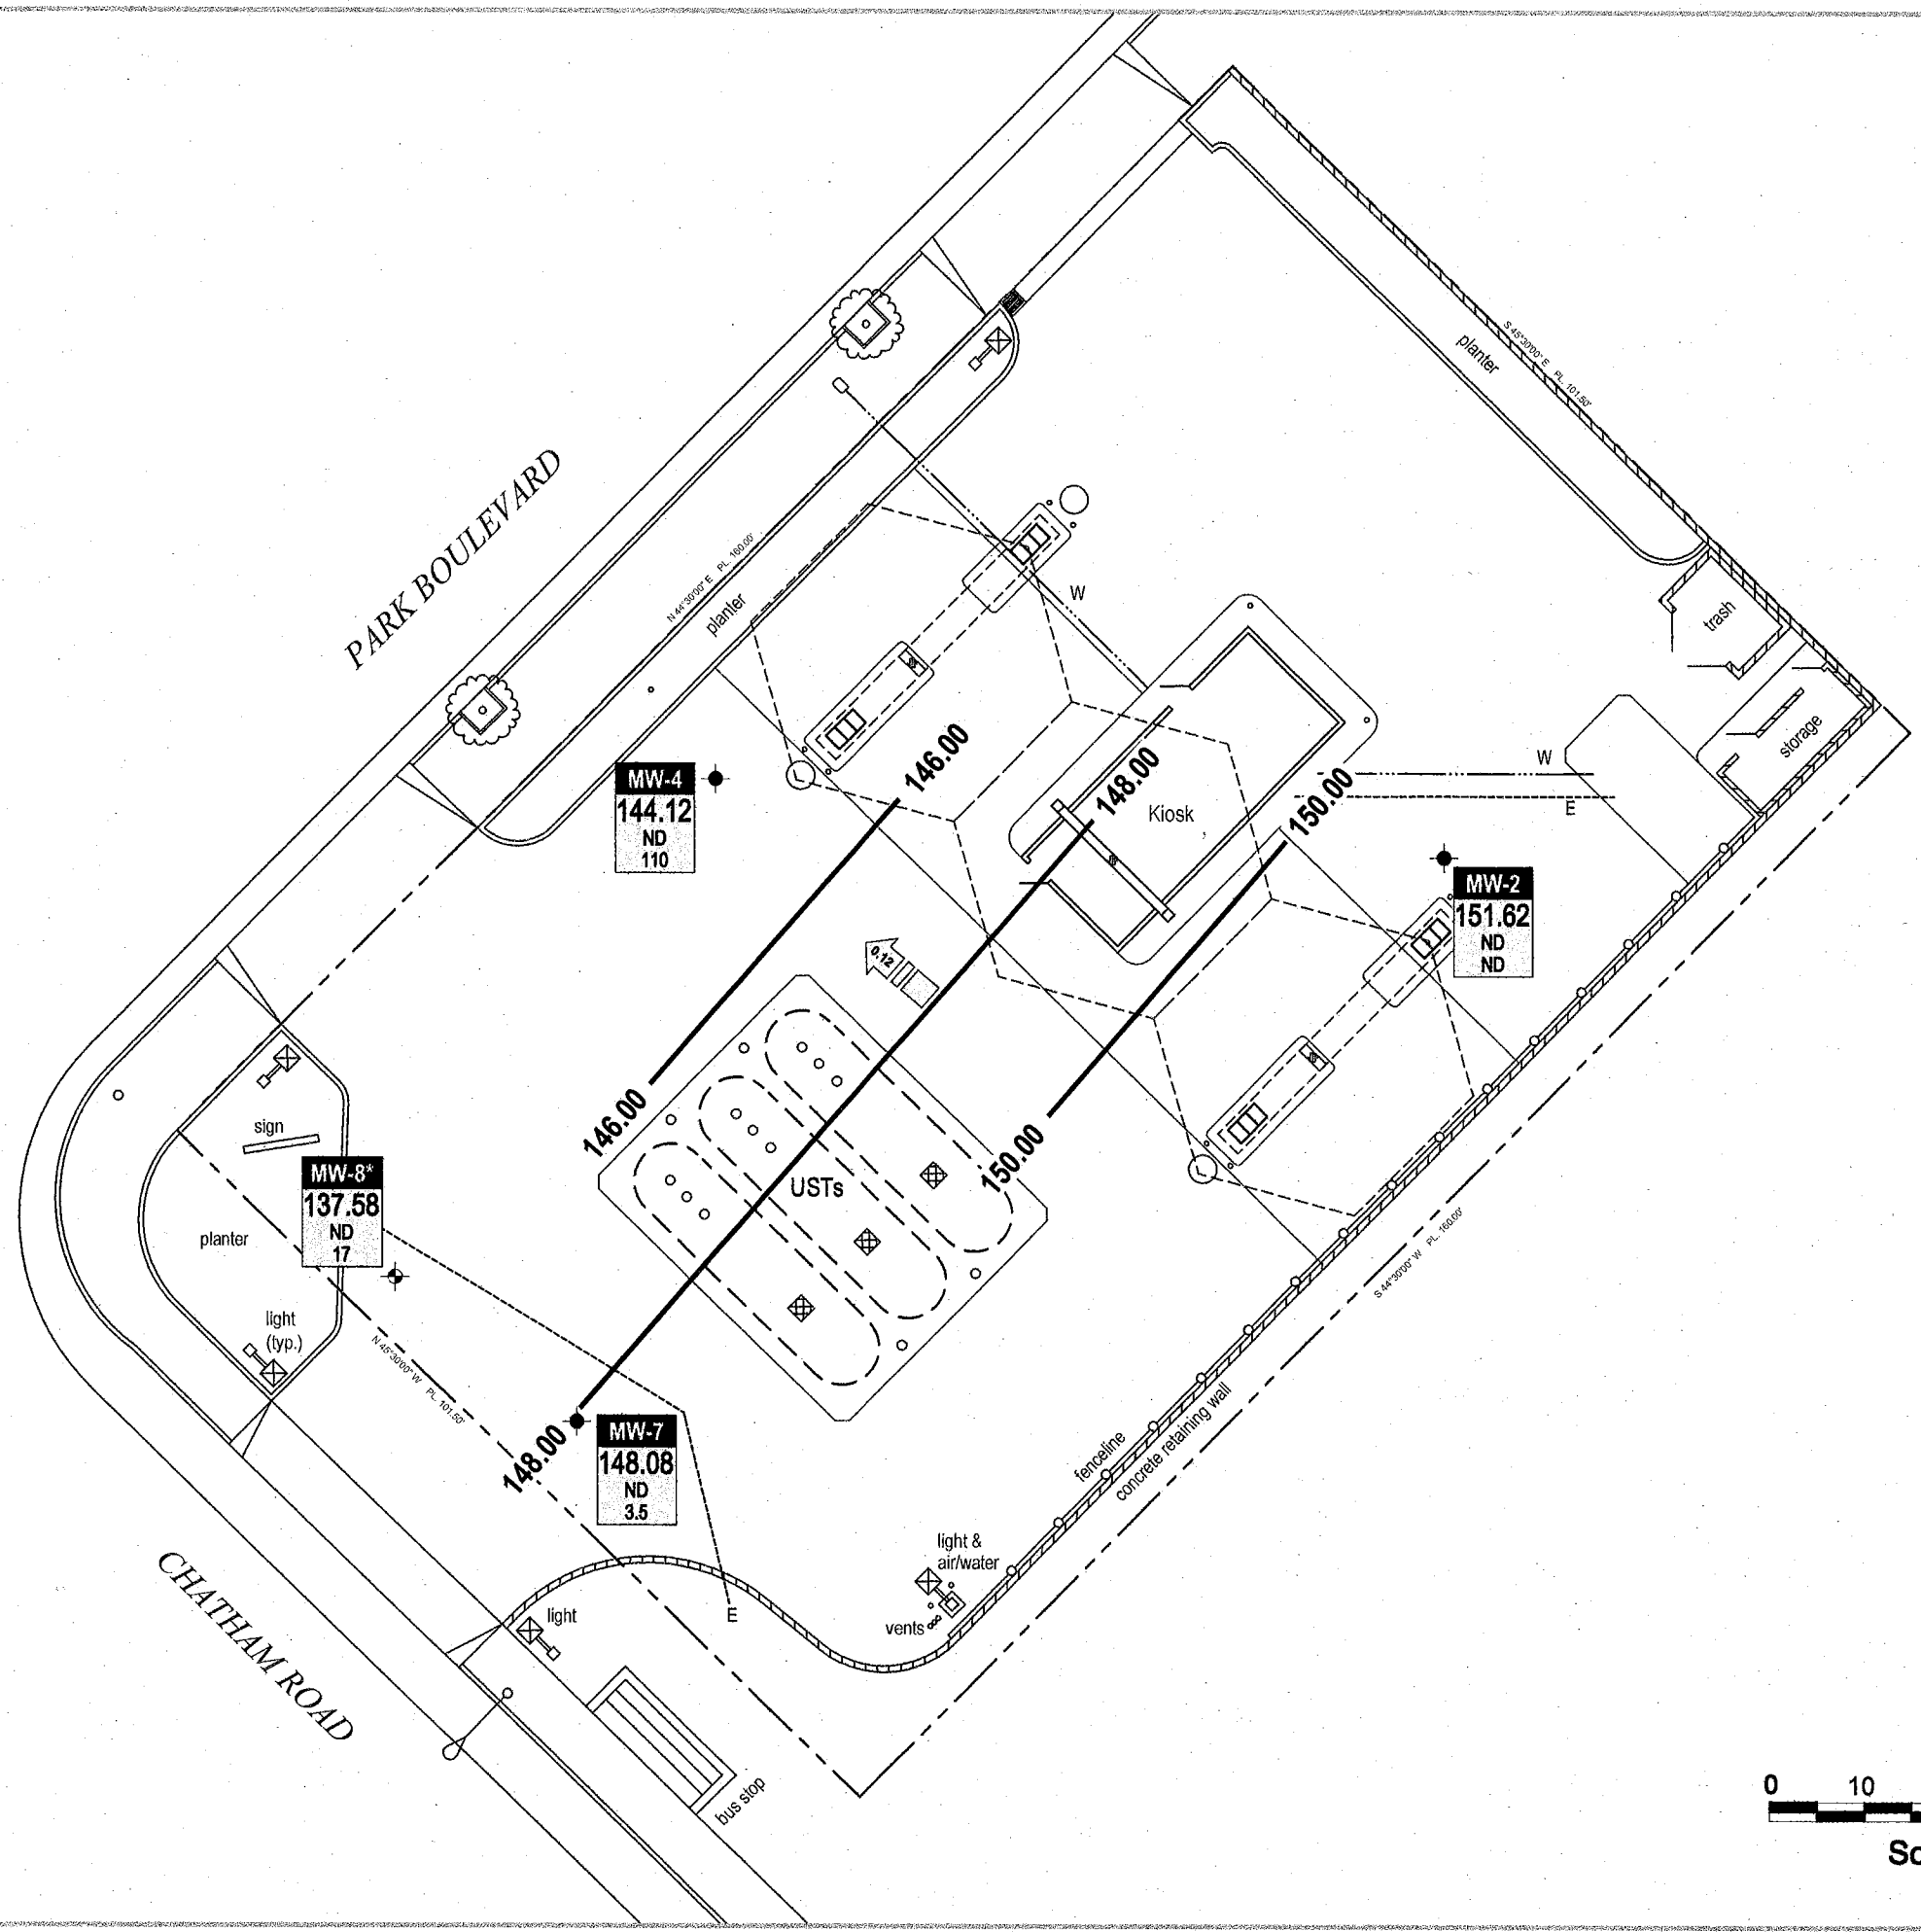 S 45°30'00" E PL. 101.50'
planter
PARK BOULEVARD
N 44°30'00" E PL. 160.00'
planter
W
trash
storage
146.00
148.00
150.00
Kiosk
W
E
MW-4
144.12
ND
110
MW-2
151.62
ND
ND
0.12
146.00
150.00
USTs
sign
MW-8*
137.58
ND
17
planter
light
(typ.)
N 45°30'00" W PL. 101.50'
S 44°30'00" W PL. 160.00'
148.00
MW-7
148.08
ND
3.5
fenceline
concrete retaining wall
light &
air/water
vents
light
E
CHATHAM ROAD
bus stop
0 10
Sc